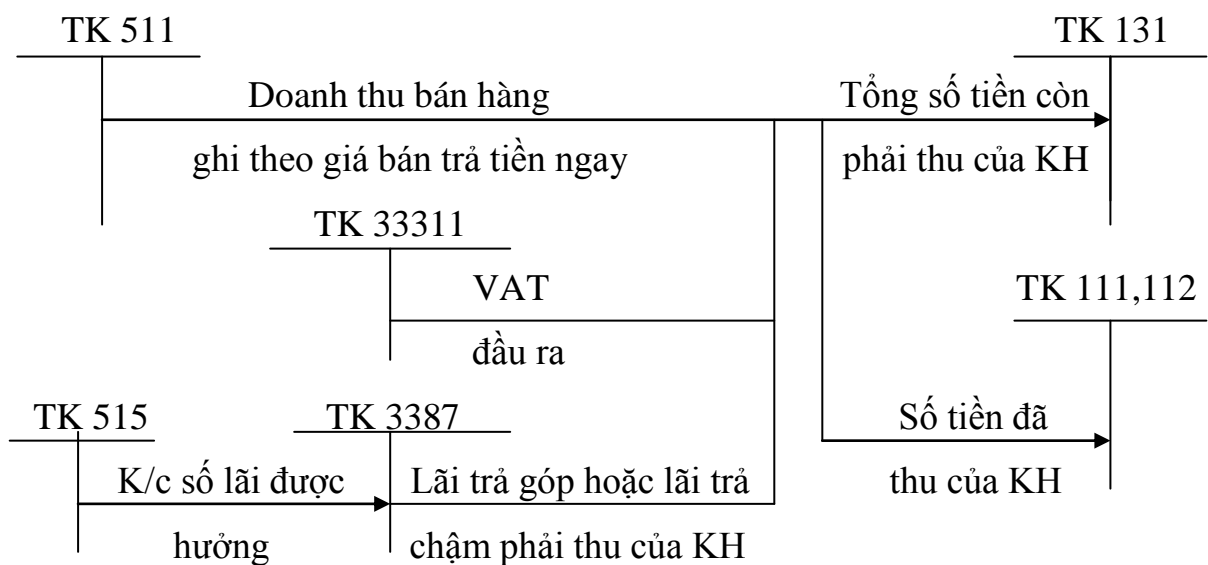 TK 511
TK 131
Doanh thu bán hàng
Tổng số tiền còn
ghi theo giá bán trả tiền ngay
phải thu của KH
TK 33311
VAT
TK 111,112
đầu ra
TK 515
TK 3387
Số tiền đã
K/c số lãi được
Lãi trả góp hoặc lãi trả
thu của KH
hưởng
chậm phải thu của KH